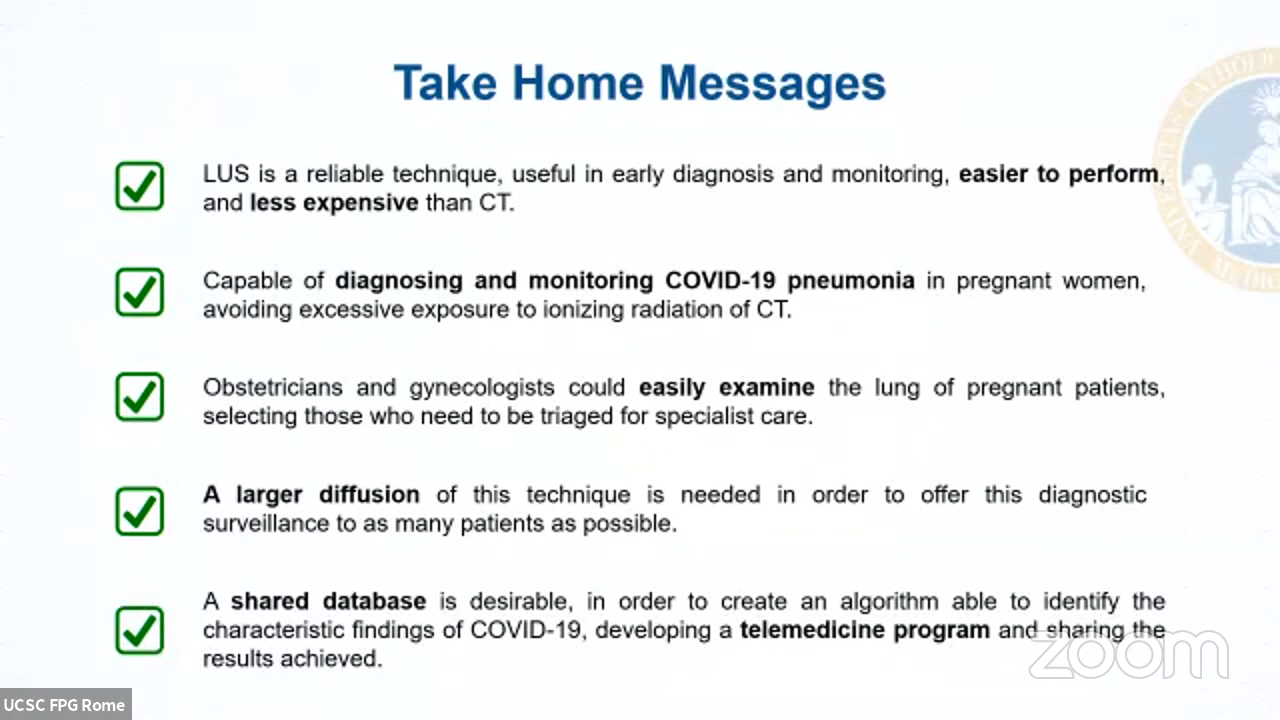 Take Home Messages
LUS is a reliable technique, useful in early diagnosis and monitoring, easier to perform,
and less expensive than CT.
Capable of diagnosing and monitoring COVID-19 pneumonia in pregnant women,
avoiding excessive exposure to ionizing radiation of CT.
Obstetricians and gynecologists could easily examine the lung of pregnant patients,
selecting those who need to be triaged for specialist care.
A larger diffusion of this technique is needed in order to offer this diagnostic
surveillance to as many patients as possible.
A shared database is desirable, in order to create an algorithm able to identify the
characteristic findings of COVID-19, developing a telemedicine program and sharing the
results achieved.
zoom
UCSC FPG Rome